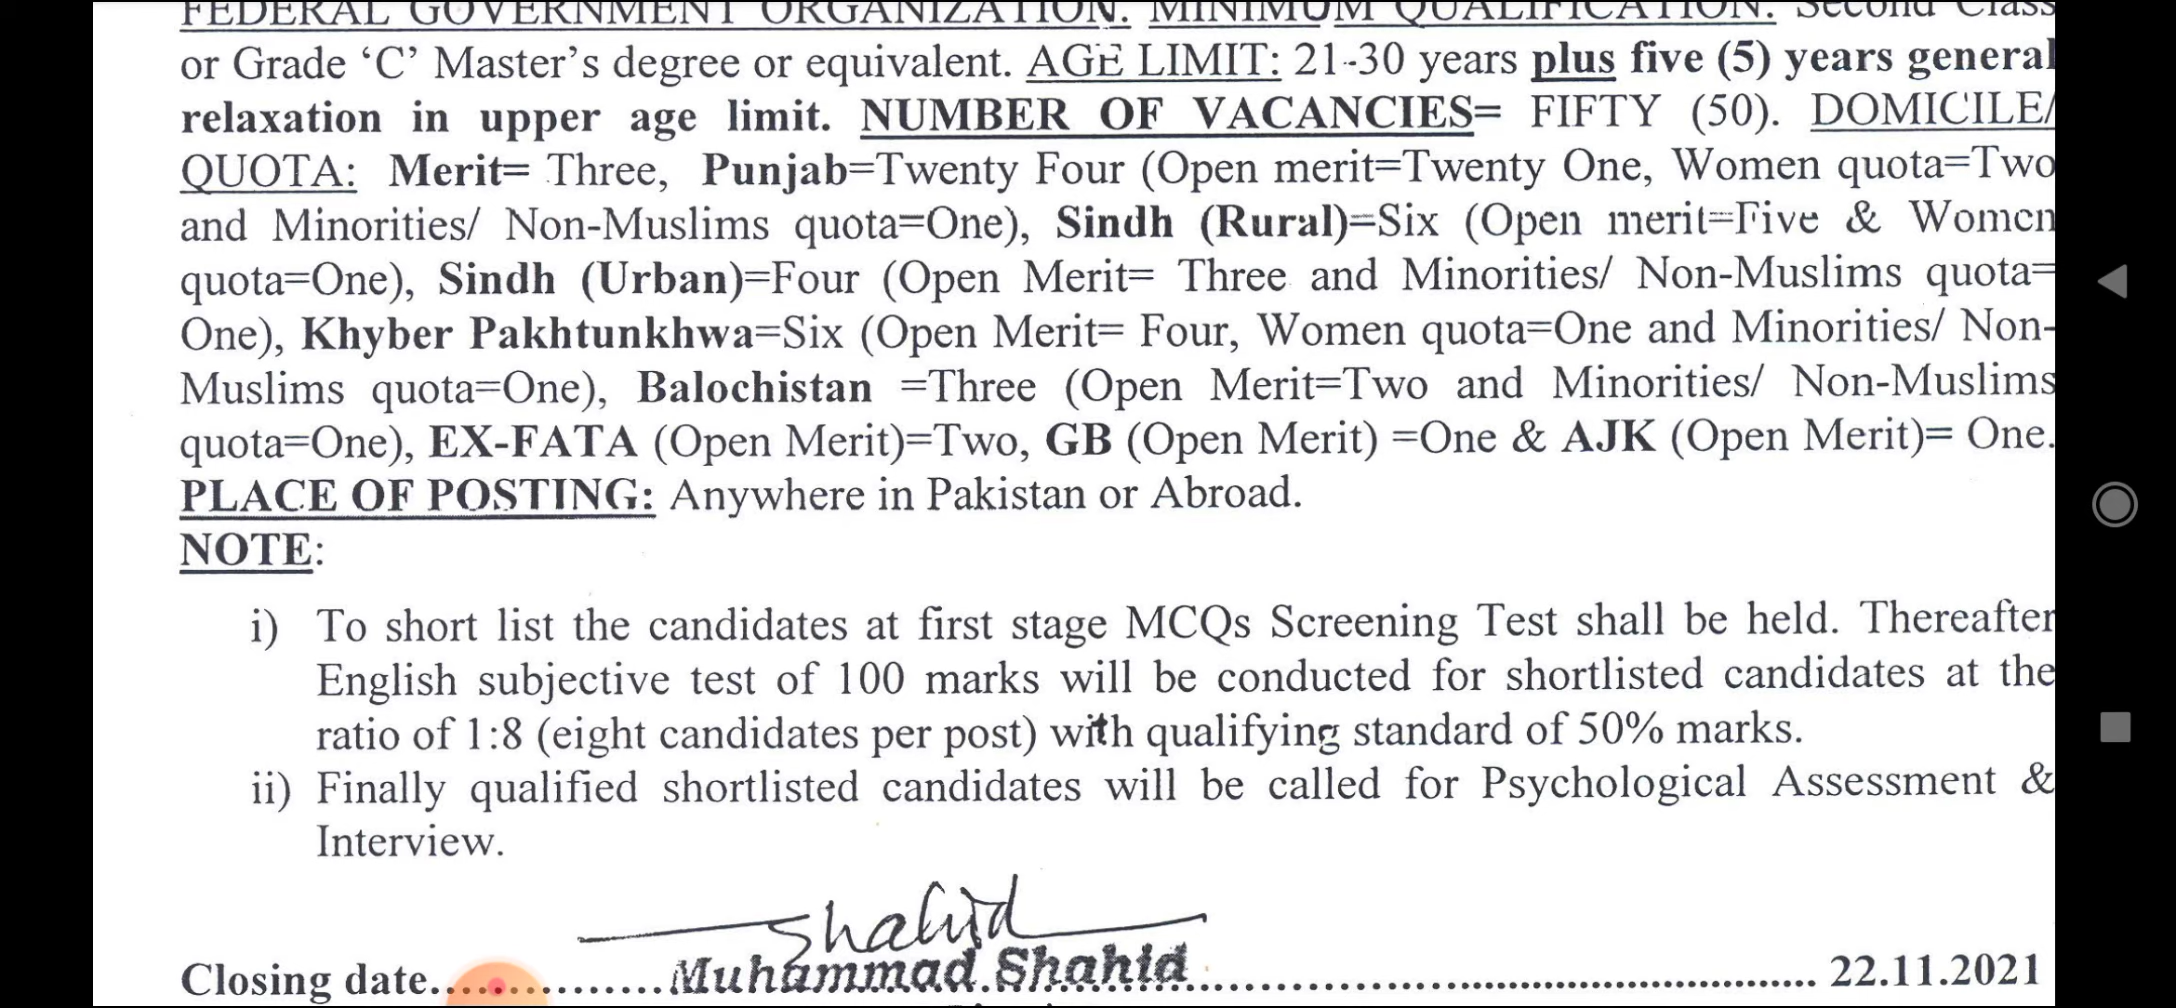 FEDERAL GOVERNMENT ORGANIZATION. MINIMUM QUALIFICATION: Second Class
or Grade ‘C’ Master’s degree or equivalent. AGE LIMIT: 21-30 years plus five (5) years general
relaxation in upper age limit. NUMBER OF VACANCIES= FIFTY (50). DOMICILE/
QUOTA: Merit= Three, Punjab=Twenty Four (Open merit=Twenty One, Women quota=Two
and Minorities/ Non-Muslims quota=One), Sindh (Rural)=Six (Open merit=Five & Women
quota=One), Sindh (Urban)=Four (Open Merit= Three and Minorities/ Non-Muslims quota=
One), Khyber Pakhtunkhwa=Six (Open Merit= Four, Women quota=One and Minorities/ Non-
Muslims quota=One), Balochistan =Three (Open Merit=Two and Minorities/ Non-Muslims
quota=One), EX-FATA (Open Merit)=Two, GB (Open Merit) =One & AJK (Open Merit)= One.
PLACE OF POSTING: Anywhere in Pakistan or Abroad.
NOTE:
i) To short list the candidates at first stage MCQs Screening Test shall be held. Thereafter
English subjective test of 100 marks will be conducted for shortlisted candidates at the
ratio of 1:8 (eight candidates per post) with qualifying standard of 50% marks.
ii) Finally qualified shortlisted candidates will be called for Psychological Assessment &
Interview.
Shahid
Closing date.................Muhammad Shahid.......................................................... 22.11.2021